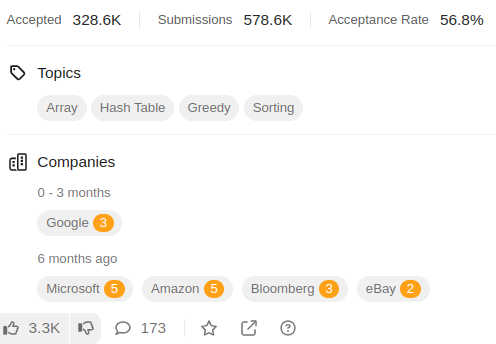 Accepted 328.6K Submissions 578.6K Acceptance Rate 56.8%
Topics
Array Hash Table Greedy Sorting
Companies
0 - 3 months
Google 3
6 months ago
Microsoft 5 Amazon 5 Bloomberg 3 eBay 2
3.3K 173